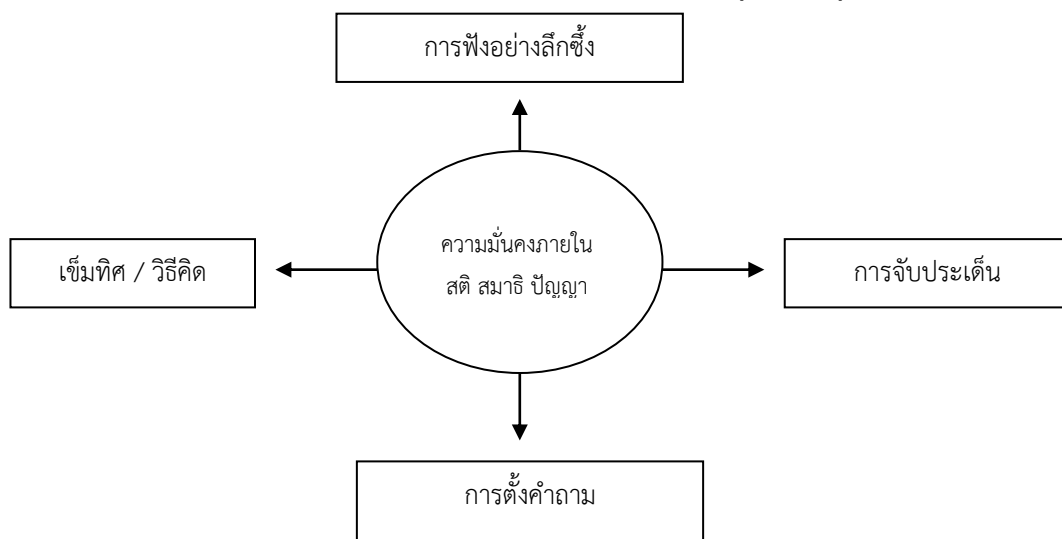 การฟังอย่างลึกซึ้ง
ความมั่นคงภายใน
สติ สมาธิ ปัญญา
เข็มทิศ / วิธีคิด
การจับประเด็น
การตั้งคำถาม